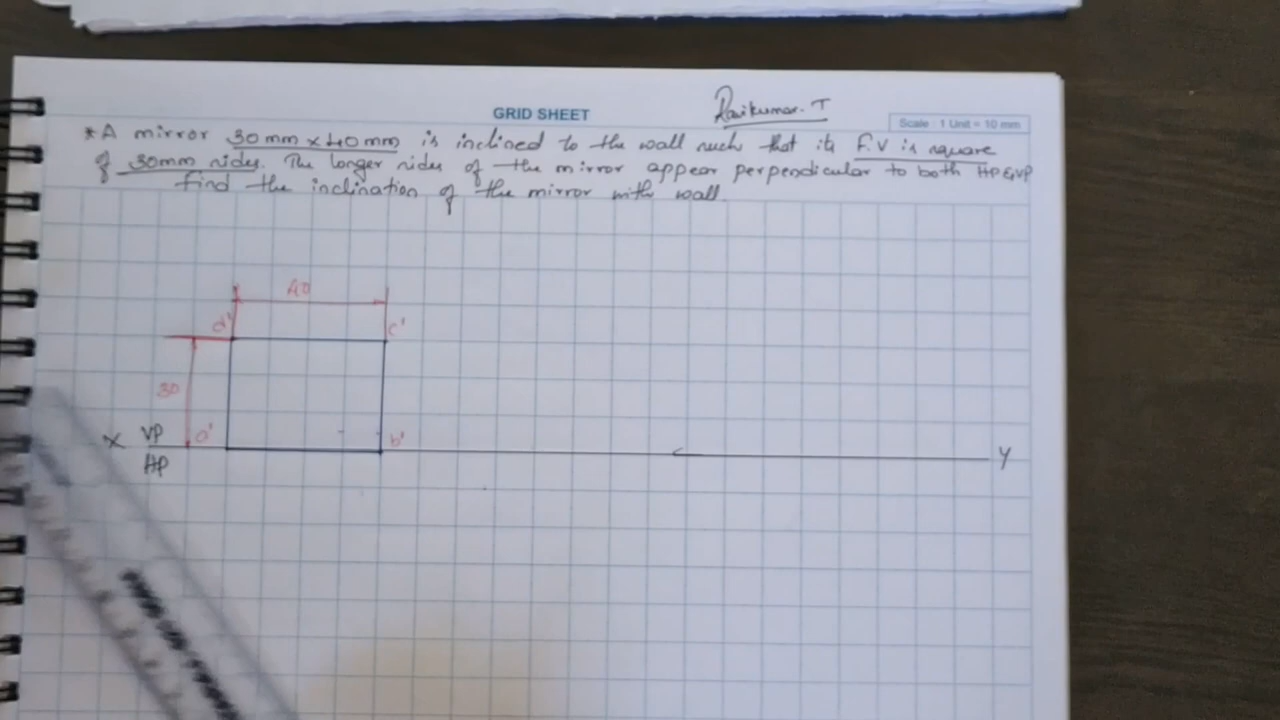 GRID SHEET
Ravikumar. T
Scale : 1 Unit = 10 mm
* A mirror 30mm x 40mm is inclined to the wall such that its F.V is square
of 30mm sides. The longer sides of the mirror appear perpendicular to both HP & VP
find the inclination of the mirror with wall.
40
d' c'
30
X VP a' b' Y
HP